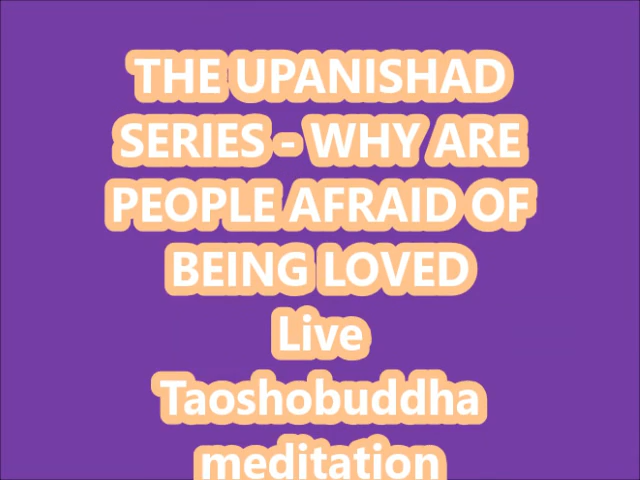 THE UPANISHAD
SERIES - WHY ARE
PEOPLE AFRAID OF
BEING LOVED
Live
Taoshobuddha
meditation